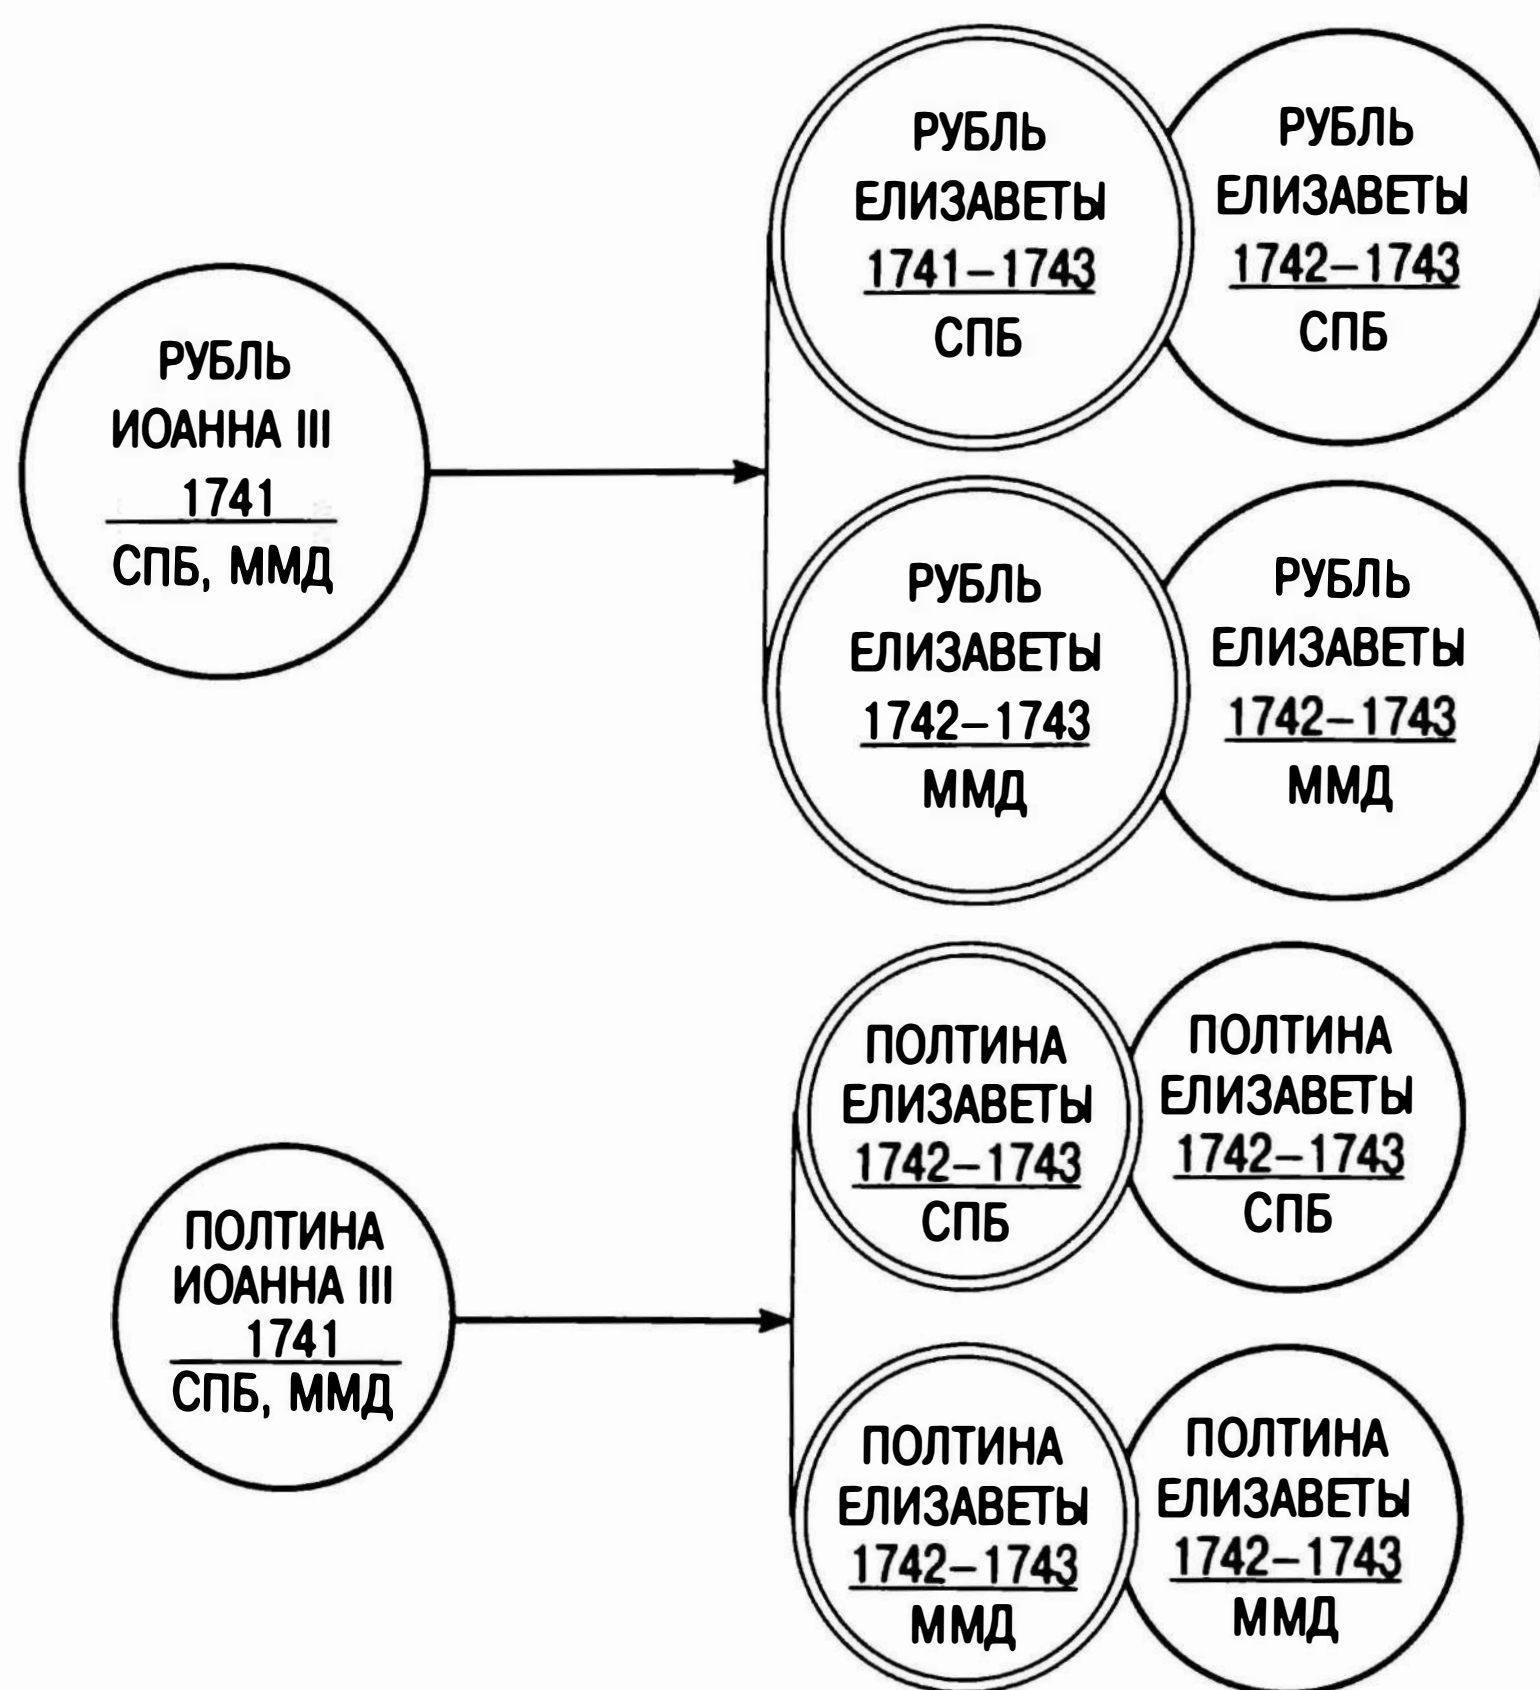 РУБЛЬ
ИОАННА III
1741
СПБ, ММД
РУБЛЬ
ЕЛИЗАВЕТЫ
1741–1743
СПБ
РУБЛЬ
ЕЛИЗАВЕТЫ
1742–1743
СПБ
РУБЛЬ
ЕЛИЗАВЕТЫ
1742–1743
ММД
РУБЛЬ
ЕЛИЗАВЕТЫ
1742–1743
ММД
ПОЛТИНА
ИОАННА III
1741
СПБ, ММД
ПОЛТИНА
ЕЛИЗАВЕТЫ
1742–1743
СПБ
ПОЛТИНА
ЕЛИЗАВЕТЫ
1742–1743
СПБ
ПОЛТИНА
ЕЛИЗАВЕТЫ
1742–1743
ММД
ПОЛТИНА
ЕЛИЗАВЕТЫ
1742–1743
ММД